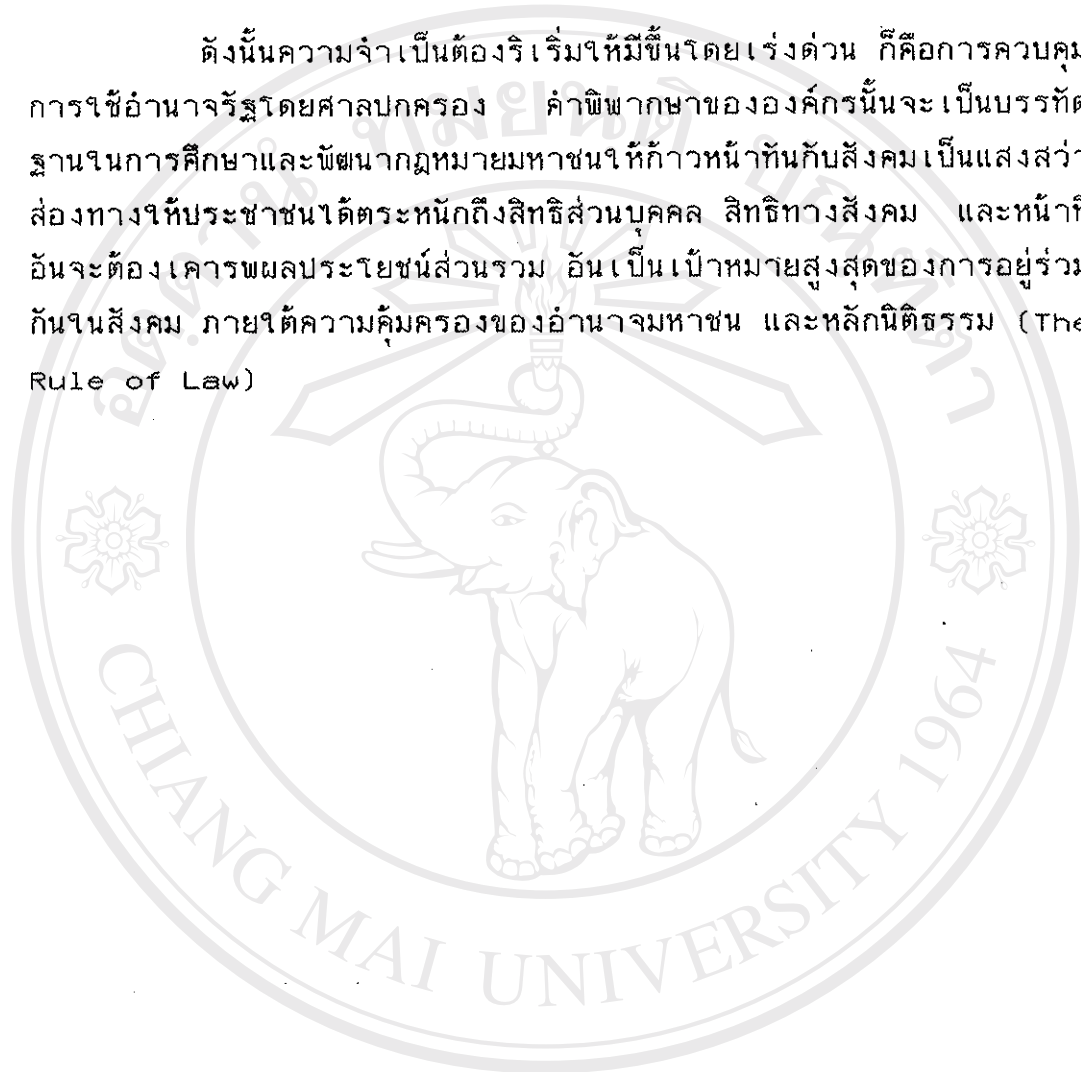 ดังนั้นความจำเป็นต้องริเริ่มให้มีขึ้นโดยเร่งด่วน ก็คือการควบคุม
การใช้อำนาจรัฐโดยศาลปกครอง คำพิพากษาขององค์กรนั้นจะเป็นบรรทัด
ฐานในการศึกษาและพัฒนากฎหมายมหาชนให้ก้าวหน้าทันกับสังคมเป็นแสงสว่า
ส่องทางให้ประชาชนได้ตระหนักถึงสิทธิส่วนบุคคล สิทธิทางสังคม และหน้าที่
อันจะต้องเคารพผลประโยชน์ส่วนรวม อันเป็นเป้าหมายสูงสุดของการอยู่ร่วม
กันในสังคม ภายใต้ความคุ้มครองของอำนาจมหาชน และหลักนิติธรรม (The
Rule of Law)
อตฺตานํ ทมยนฺติ ปณฺฑิตา
CHIANG MAI UNIVERSITY 1964